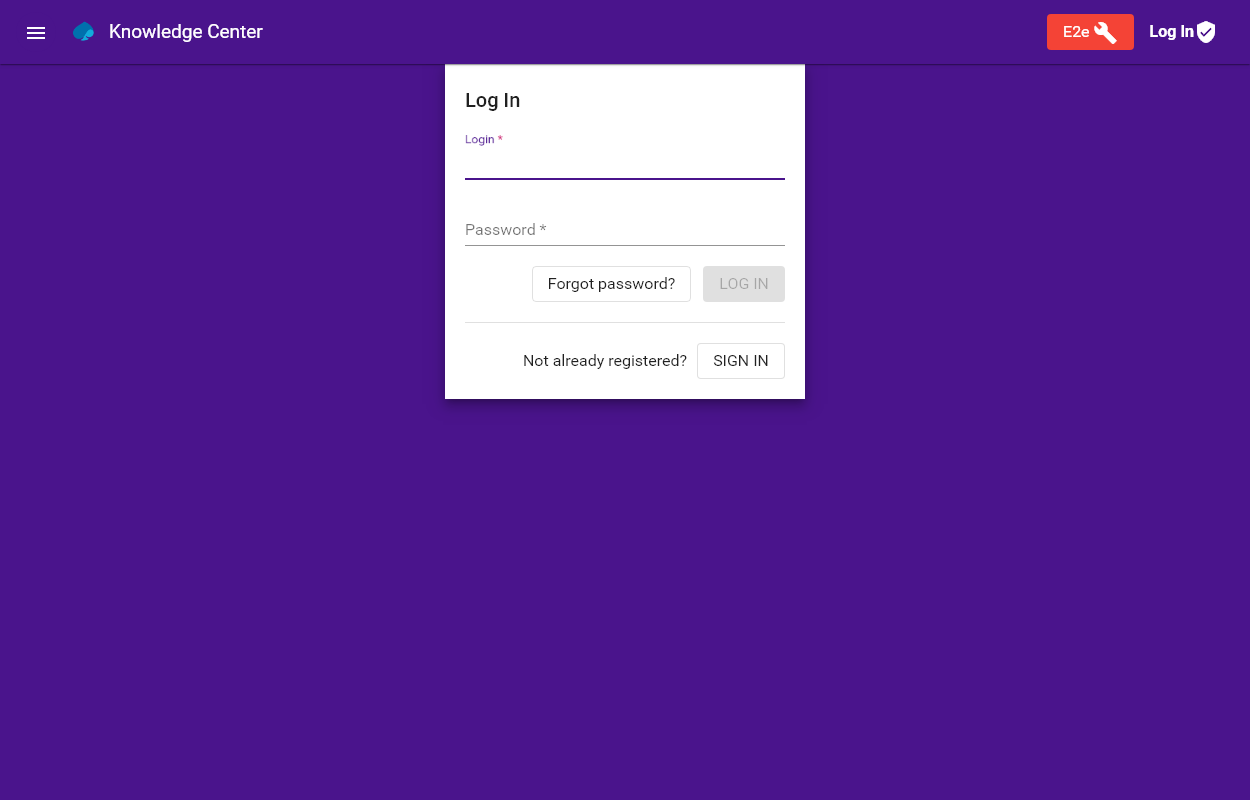 Knowledge Center
E2e
Log In
Log In
Login *
Password *
Forgot password?
LOG IN
Not already registered?
SIGN IN